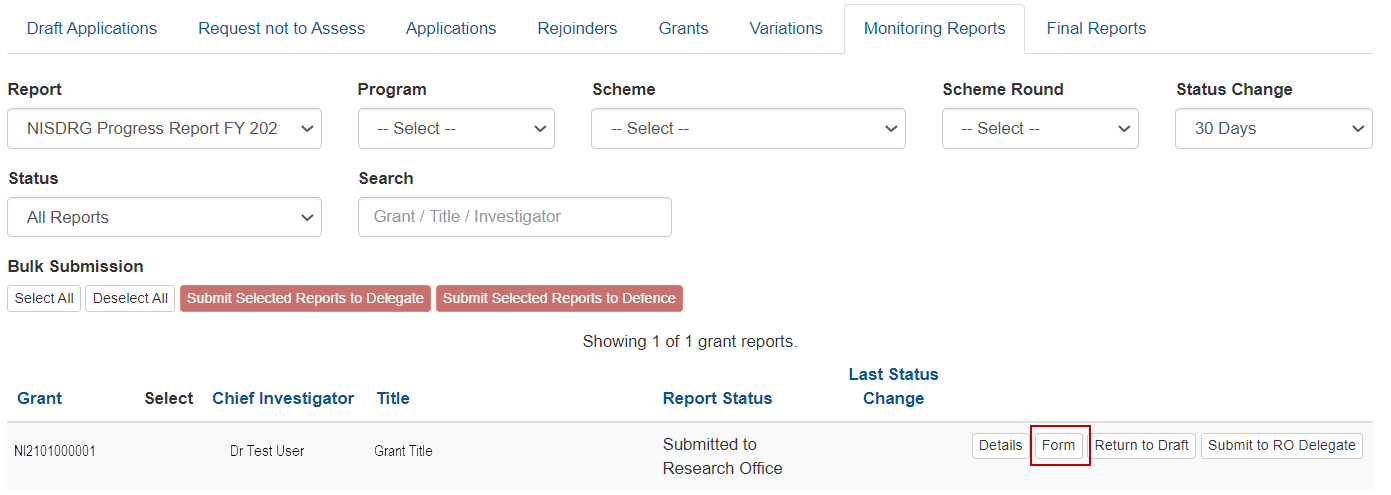 Draft Applications Request not to Assess Applications Rejoinders Grants Variations Monitoring Reports Final Reports
Report Program Scheme Scheme Round Status Change
NISDRG Progress Report FY 202 -- Select -- -- Select -- -- Select -- 30 Days
Status Search
All Reports Grant / Title / Investigator
Bulk Submission
Select All Deselect All Submit Selected Reports to Delegate Submit Selected Reports to Defence
Showing 1 of 1 grant reports.
Grant Select Chief Investigator Title Report Status Last Status
Change
NI2101000001 Dr Test User Grant Title Submitted to
Research Office
Details Form Return to Draft Submit to RO Delegate